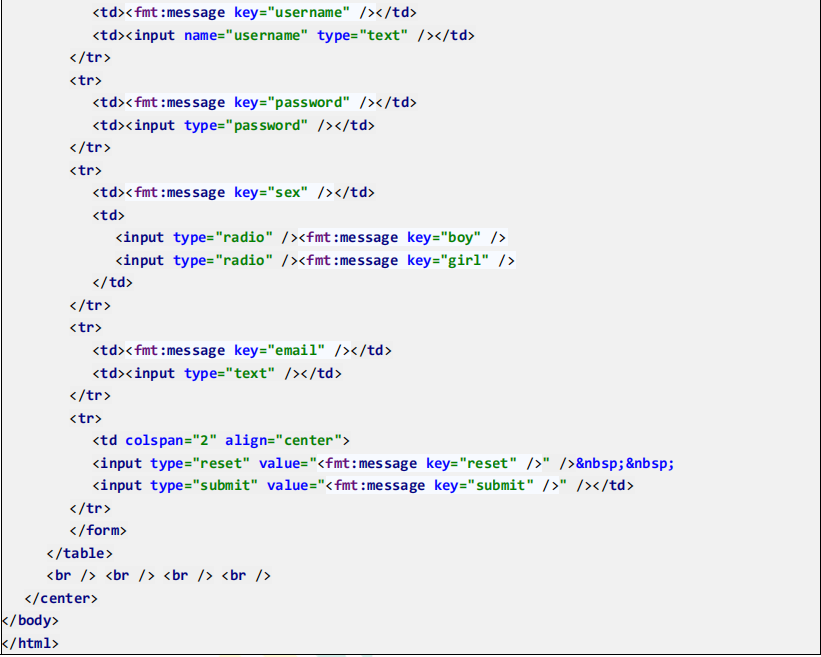 <td><fmt:message key="username" /></td>
<td><input name="username" type="text" /></td>
</tr>
<tr>
<td><fmt:message key="password" /></td>
<td><input type="password" /></td>
</tr>
<tr>
<td><fmt:message key="sex" /></td>
<td>
<input type="radio" /><fmt:message key="boy" />
<input type="radio" /><fmt:message key="girl" />
</td>
</tr>
<tr>
<td><fmt:message key="email" /></td>
<td><input type="text" /></td>
</tr>
<tr>
<td colspan="2" align="center">
<input type="reset" value="<fmt:message key="reset" />" />&nbsp;&nbsp;
<input type="submit" value="<fmt:message key="submit" />" /></td>
</tr>
</form>
</table>
<br /> <br /> <br /> <br />
</center>
</body>
</html>